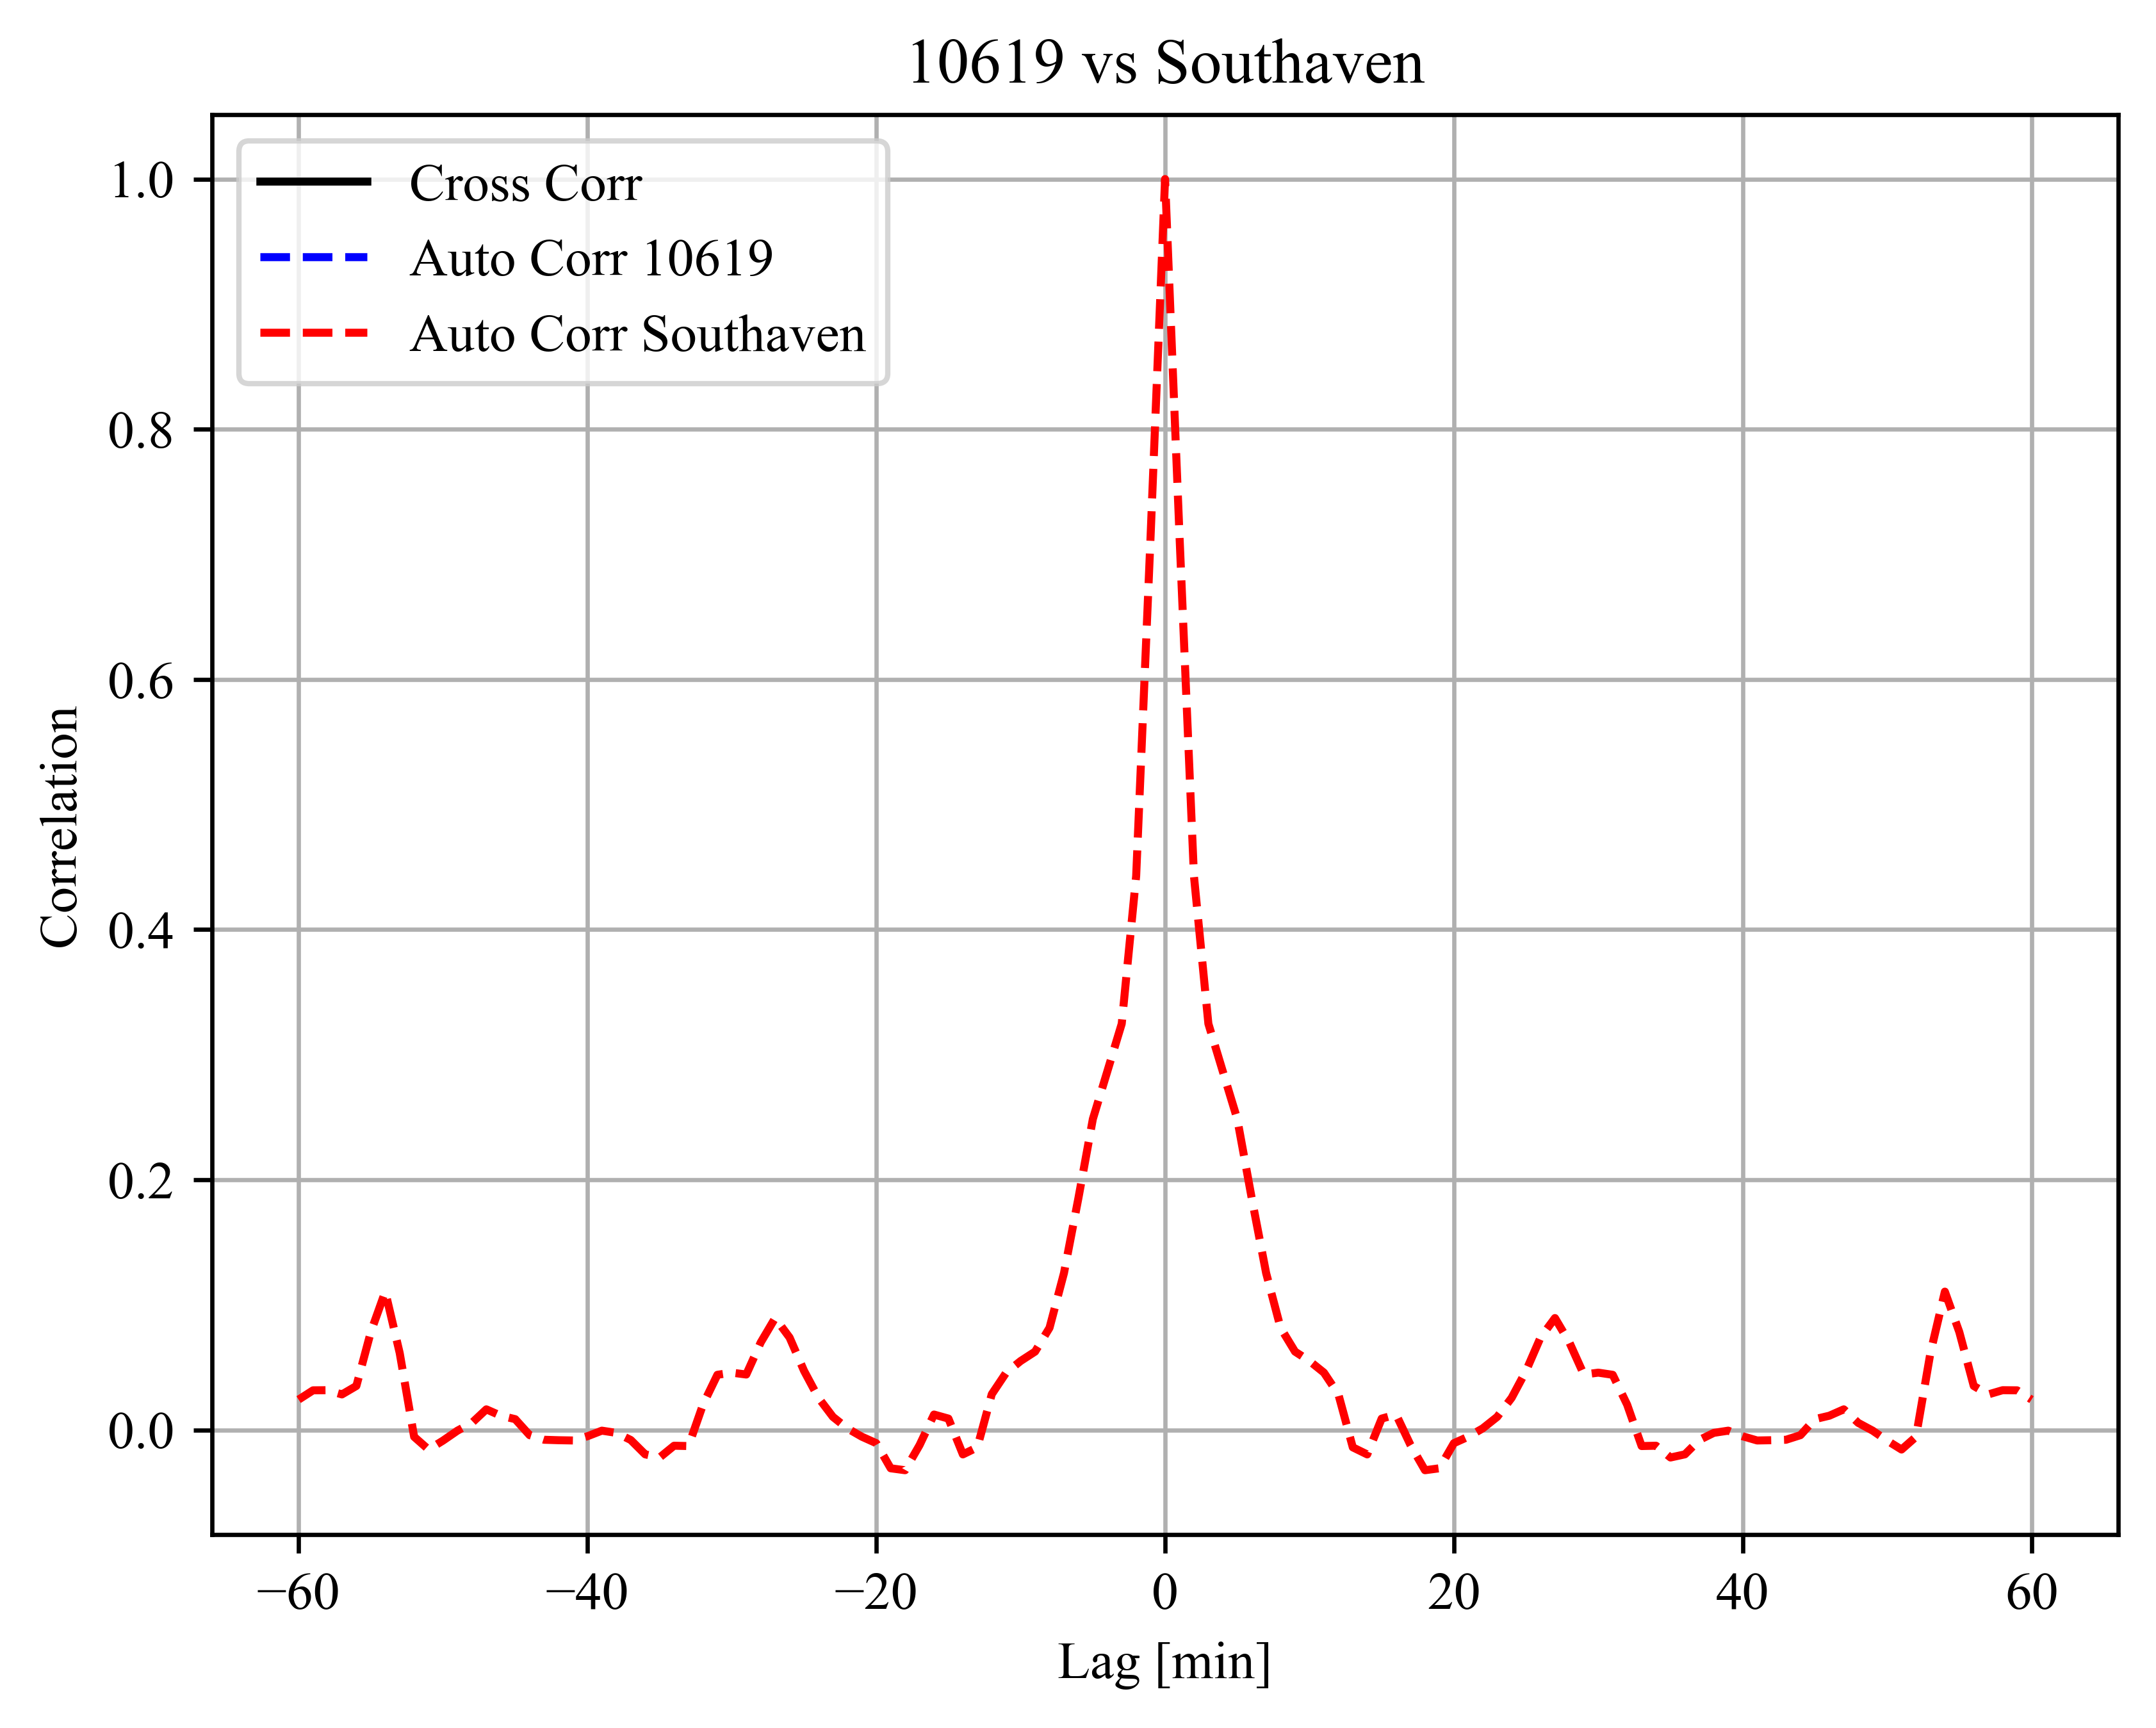 10619 vs Southaven
Cross Corr
Auto Corr 10619
Auto Corr Southaven
1.0
0.8
0.6
0.4
0.2
0.0
Correlation
−60
−40
−20
0
20
40
60
Lag [min]